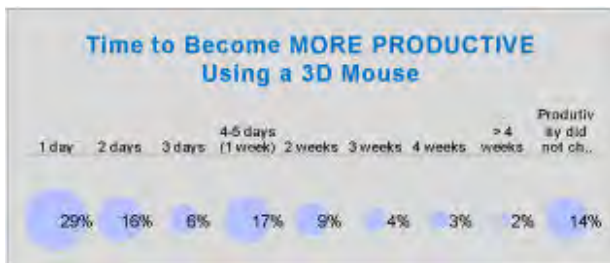 Time to Become MORE PRODUCTIVE
Using a 3D Mouse
1 day 2 days 3 days 4-5 days (1 week) 2 weeks 3 weeks 4 weeks > 4 weeks Produtiv ity did not ch..
29% 16% 6% 17% 9% 4% 3% 2% 14%